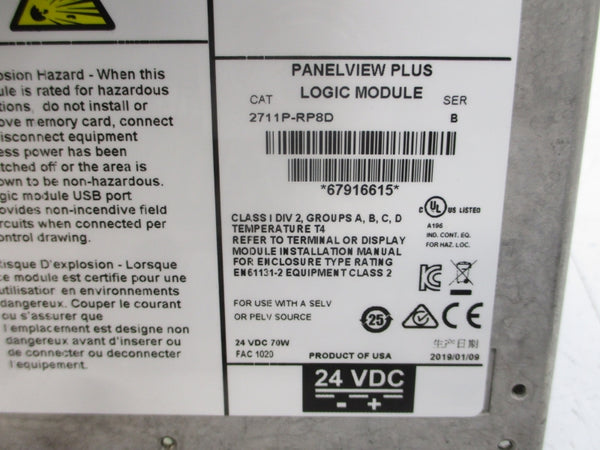 osion Hazard - When this
ule is rated for hazardous
tions, do not install or
ove memory card, connect
disconnect equipment
ess power has been
tched off or the area is
own to be non-hazardous.
gic module USB port
ovides non-incendive field
rcuits when connected per
ontrol drawing.
Risque D'explosion - Lorsque
ce module est certifie pour une
utilisatior en environnements
dangereux. Couper le courant
ou s'assurer que
l emplacement est designe non
dangereux avant d'inserer ou
de connecter ou deconnecter
l'equipement.
PANELVIEW PLUS
LOGIC MODULE
CAT SER
2711P-RP8D B
*67916615*
CLASS I DIV 2, GROUPS A, B, C, D
TEMPERATURE T4
REFER TO TERMINAL OR DISPLAY
MODULE INSTALLATION MANUAL
FOR ENCLOSURE TYPE RATING
EN61131-2 EQUIPMENT CLASS 2
c UL US LISTED
A196
IND. CONT. EQ.
FOR HAZ. LOC.
FOR USE WITH A SELV
OR PELV SOURCE
25
CE
24 VDC 70W
FAC 1020
PRODUCT OF USA
生产日期
2019/01/09
24 VDC
- +